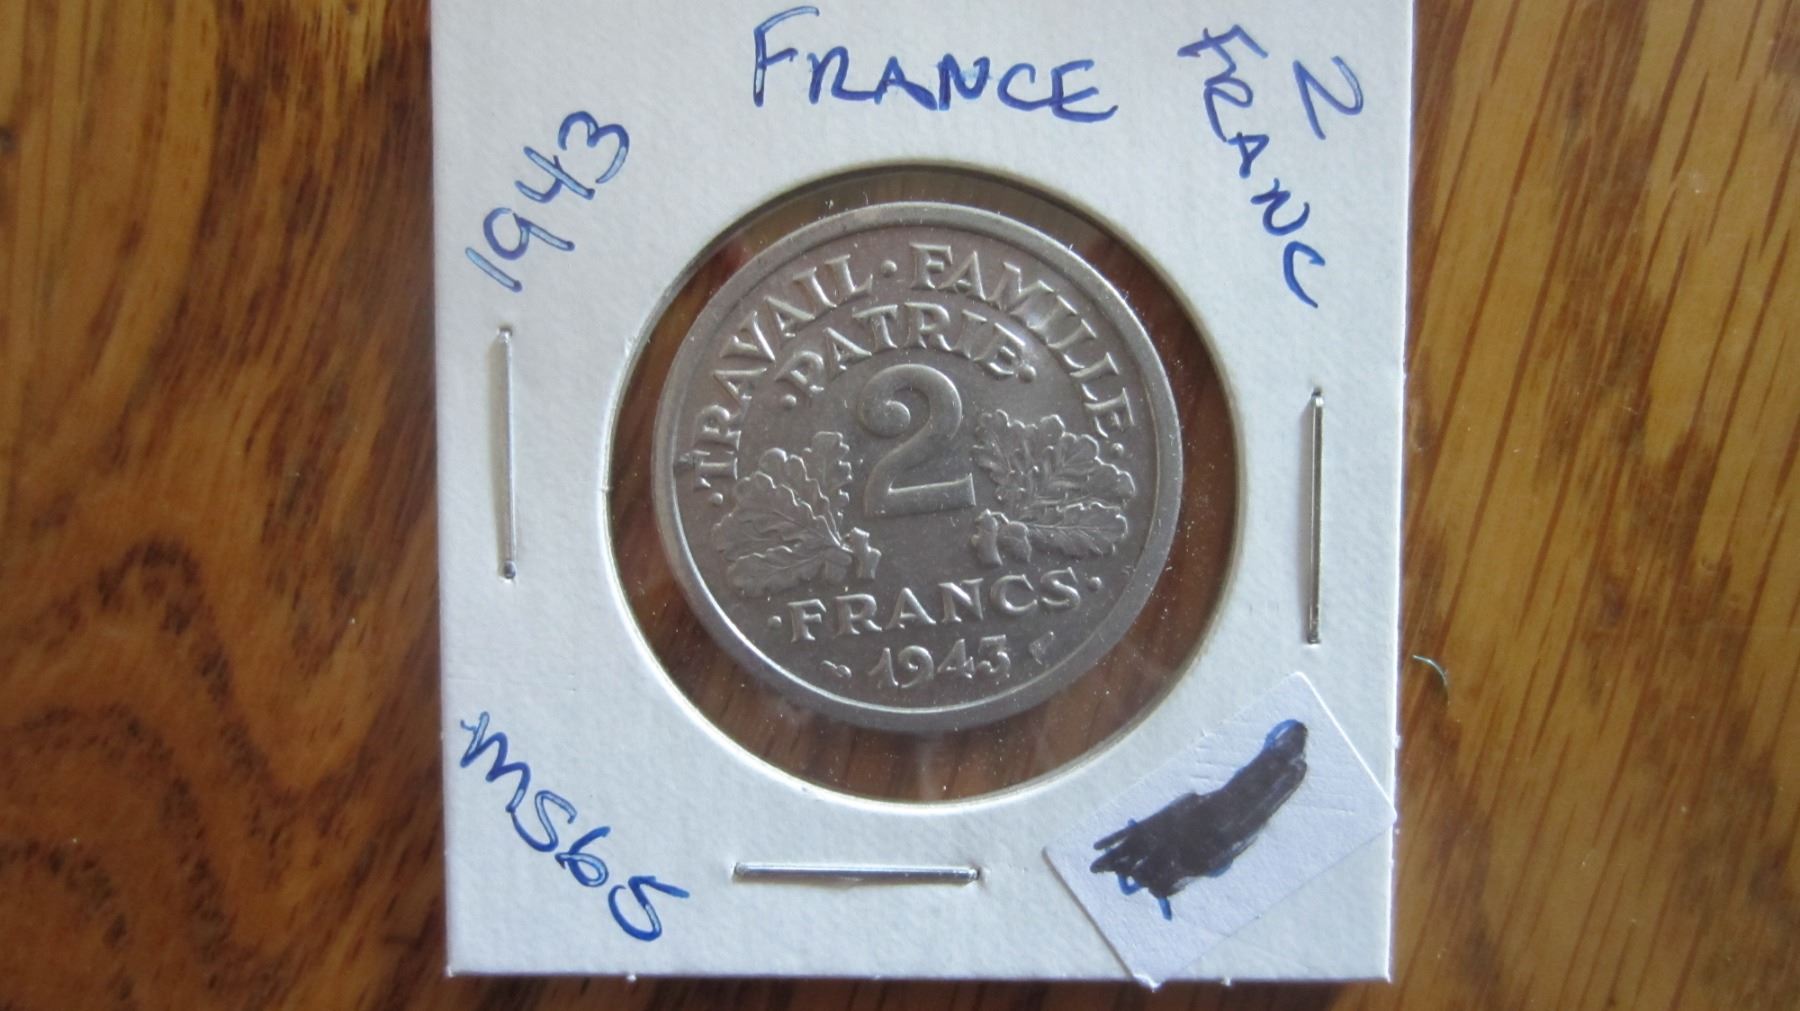 FRANCE
2
FRANC
1943
TRAVAIL · FAMILLE
· PATRIE ·
2
· FRANCS ·
1943
MS65